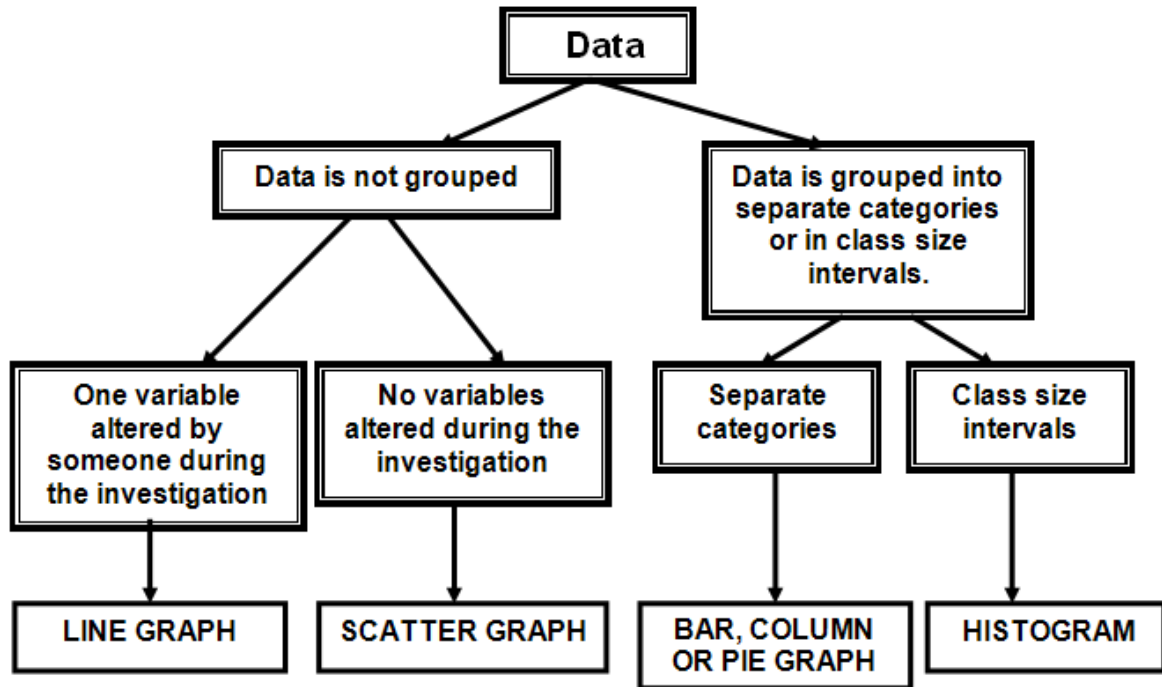 Data
Data is not grouped
Data is grouped into
separate categories
or in class size
intervals.
One variable
altered by
someone during
the investigation
No variables
altered during the
investigation
Separate
categories
Class size
intervals
LINE GRAPH
SCATTER GRAPH
BAR, COLUMN
OR PIE GRAPH
HISTOGRAM